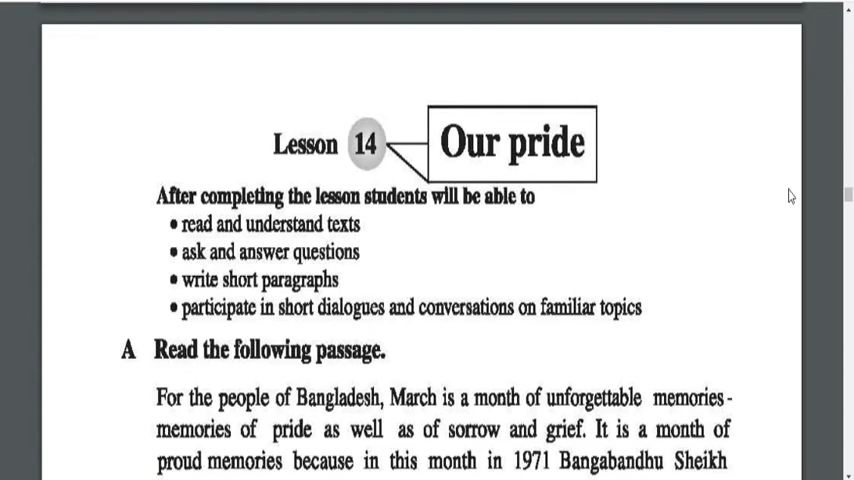 Lesson 14 Our pride
After completing the lesson students will be able to
• read and understand texts
• ask and answer questions
• write short paragraphs
• participate in short dialogues and conversations on familiar topics
A Read the following passage.
For the people of Bangladesh, March is a month of unforgettable memories-
memories of pride as well as of sorrow and grief. It is a month of
proud memories because in this month in 1971 Bangabandhu Sheikh